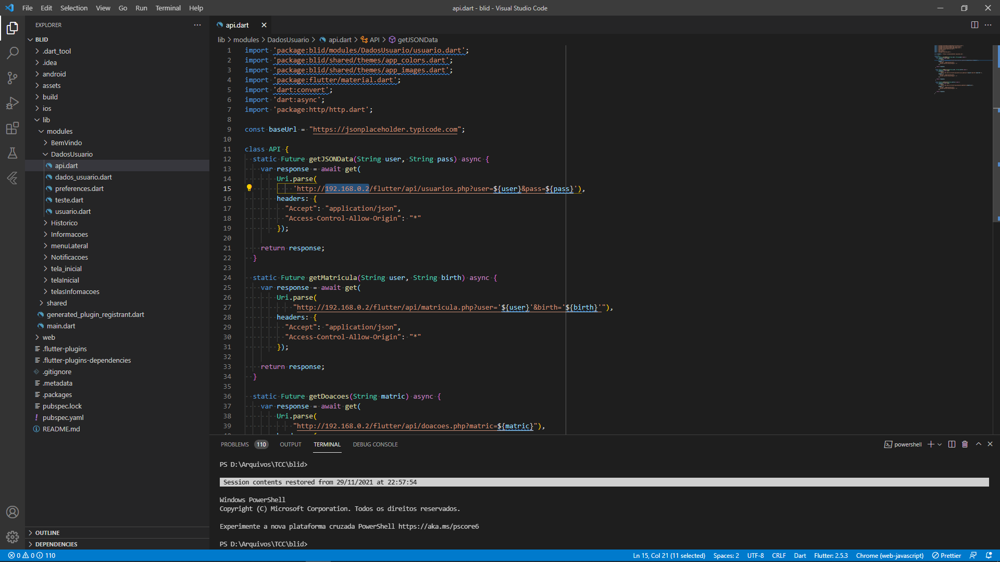 File Edit Selection View Go Run Terminal Help
api.dart - blid - Visual Studio Code
EXPLORER
BLID
.dart_tool
.idea
android
assets
build
ios
lib
modules
BemVindo
DadosUsuario
api.dart
dados_usuario.dart
preferences.dart
teste.dart
usuario.dart
Historico
Informacoes
menuLateral
Notificacoes
tela_inicial
telaInicial
telasInfomacoes
shared
generated_plugin_registrant.dart
main.dart
web
.flutter-plugins
.flutter-plugins-dependencies
.gitignore
.metadata
.packages
pubspec.lock
pubspec.yaml
README.md
OUTLINE
DEPENDENCIES
api.dart
lib > modules > DadosUsuario > api.dart > API > getJSONData
1 import 'package:blid/modules/DadosUsuario/usuario.dart';
2 import 'package:blid/shared/themes/app_colors.dart';
3 import 'package:blid/shared/themes/app_images.dart';
4 import 'package:flutter/material.dart';
5 import 'dart:convert';
6 import 'dart:async';
7 import 'package:http/http.dart';
8
9 const baseUrl = "https://jsonplaceholder.typicode.com";
10
11 class API {
12 static Future getJSONData(String user, String pass) async {
13 var response = await get(
14 Uri.parse(
15 'http://192.168.0.2/flutter/api/usuarios.php?user=${user}&pass=${pass}'),
16 headers: {
17 "Accept": "application/json",
18 "Access-Control-Allow-Origin": "*"
19 });
20
21 return response;
22 }
23
24 static Future getMatricula(String user, String birth) async {
25 var response = await get(
26 Uri.parse(
27 "http://192.168.0.2/flutter/api/matricula.php?user='${user}'&birth='${birth}'"),
28 headers: {
29 "Accept": "application/json",
30 "Access-Control-Allow-Origin": "*"
31 });
32
33 return response;
34 }
35
36 static Future getDoacoes(String matric) async {
37 var response = await get(
38 Uri.parse(
39 "http://192.168.0.2/flutter/api/doacoes.php?matric=${matric}"),
PROBLEMS 110 OUTPUT TERMINAL DEBUG CONSOLE
powershell
PS D:\Arquivos\TCC\blid>
Session contents restored from 29/11/2021 at 22:57:54
Windows PowerShell
Copyright (C) Microsoft Corporation. Todos os direitos reservados.
Experimente a nova plataforma cruzada PowerShell https://aka.ms/pscore6
PS D:\Arquivos\TCC\blid>
0 0 110
Ln 15, Col 21 (11 selected) Spaces: 2 UTF-8 CRLF Dart Flutter: 2.5.3 Chrome (web-javascript) Prettier